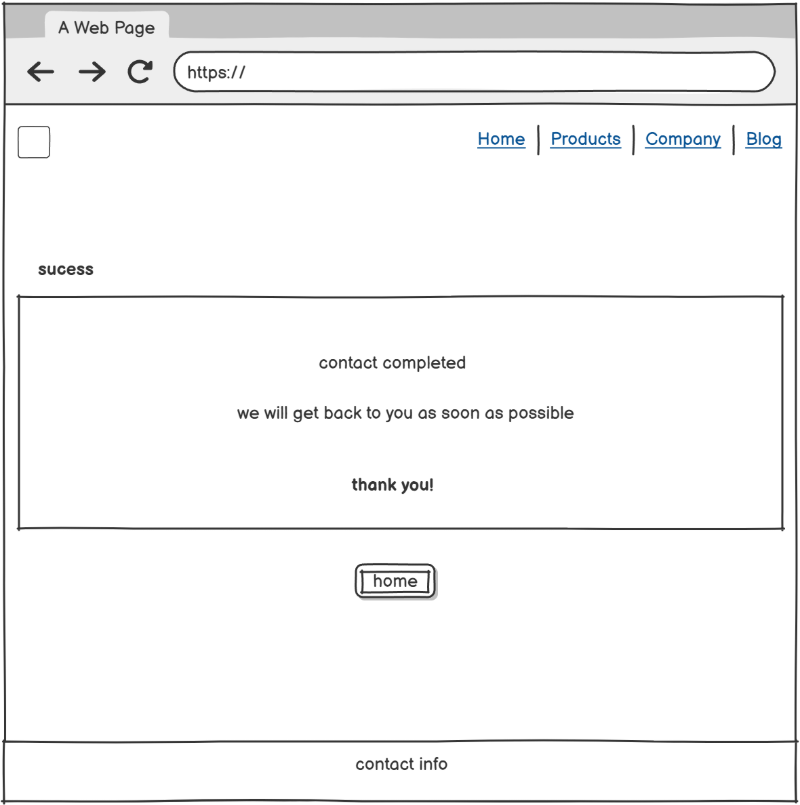 A Web Page
https://
Home Products Company Blog
sucess
contact completed
we will get back to you as soon as possible
thank you!
home
contact info